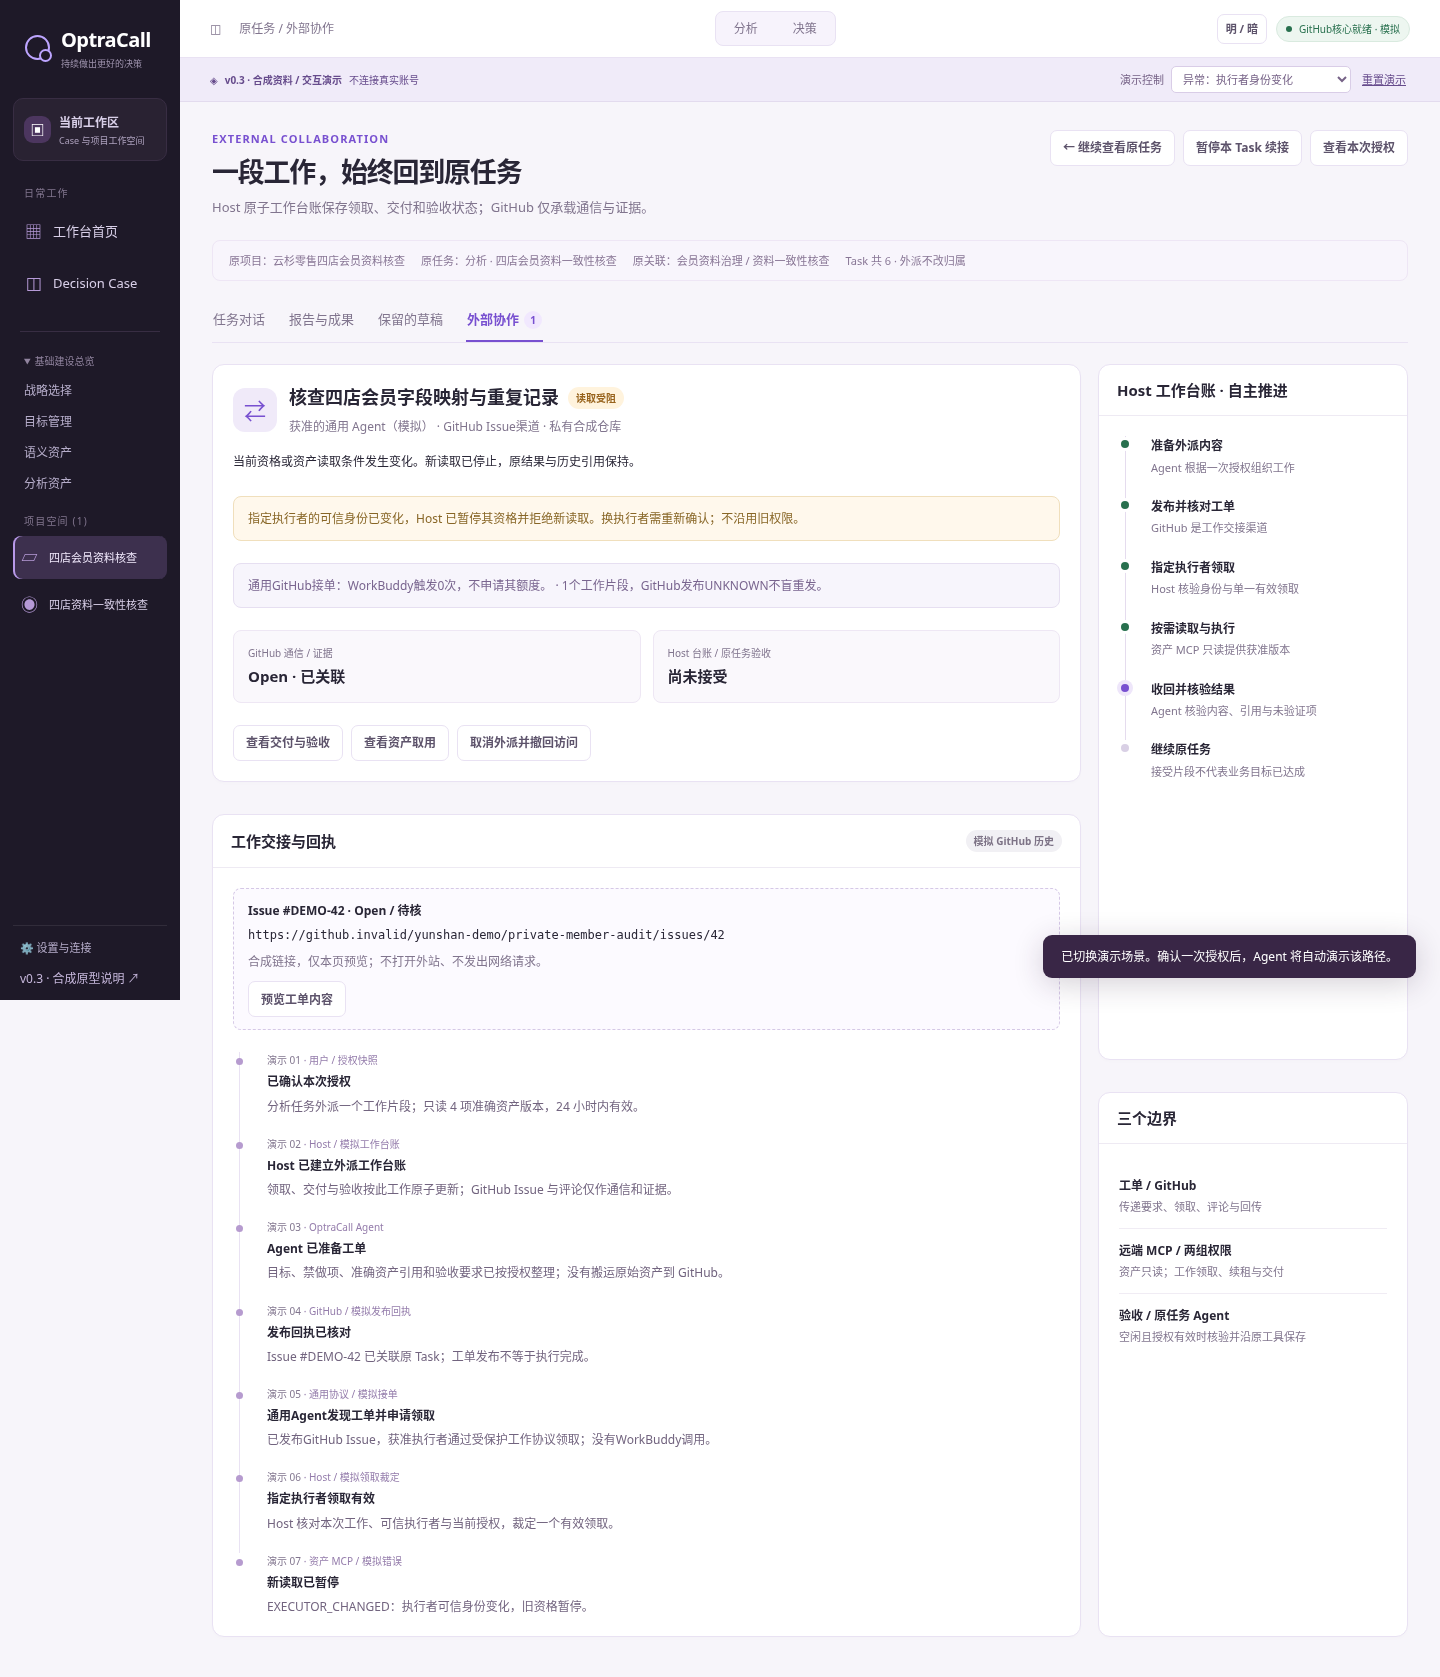 OptraCall
持续做出更好的决策
当前工作区
Case 与项目工作空间
日常工作
工作台首页
Decision Case
▼ 基础建设总览
战略选择
目标管理
语义资产
分析资产
项目空间 (1)
四店会员资料核查
四店资料一致性核查
设置与连接
v0.3 · 合成原型说明 ↗
原任务 / 外部协作
分析
决策
明 / 暗
GitHub核心就绪 · 模拟
v0.3 · 合成资料 / 交互演示 不连接真实账号
演示控制
异常：执行者身份变化
重置演示
EXTERNAL COLLABORATION
一段工作，始终回到原任务
Host 原子工作台账保存领取、交付和验收状态；GitHub 仅承载通信与证据。
← 继续查看原任务
暂停本 Task 续接
查看本次授权
原项目：云杉零售四店会员资料核查 原任务：分析 · 四店会员资料一致性核查 原关联：会员资料治理 / 资料一致性核查 Task 共 6 · 外派不改归属
任务对话
报告与成果
保留的草稿
外部协作 1
核查四店会员字段映射与重复记录 读取受阻
获准的通用 Agent（模拟） · GitHub Issue渠道 · 私有合成仓库
当前资格或资产读取条件发生变化。新读取已停止，原结果与历史引用保持。
指定执行者的可信身份已变化，Host 已暂停其资格并拒绝新读取。换执行者需重新确认；不沿用旧权限。
通用GitHub接单：WorkBuddy触发0次，不申请其额度。 · 1个工作片段，GitHub发布UNKNOWN不盲重发。
GitHub 通信 / 证据
Open · 已关联
Host 台账 / 原任务验收
尚未接受
查看交付与验收
查看资产取用
取消外派并撤回访问
Host 工作台账 · 自主推进
准备外派内容
Agent 根据一次授权组织工作
发布并核对工单
GitHub 是工作交接渠道
指定执行者领取
Host 核验身份与单一有效领取
按需读取与执行
资产 MCP 只读提供获准版本
收回并核验结果
Agent 核验内容、引用与未验证项
继续原任务
接受片段不代表业务目标已达成
工作交接与回执
模拟 GitHub 历史
Issue #DEMO-42 · Open / 待核
https://github.invalid/yunshan-demo/private-member-audit/issues/42
合成链接，仅本页预览；不打开外站、不发出网络请求。
预览工单内容
已切换演示场景。确认一次授权后，Agent 将自动演示该路径。
演示 01 · 用户 / 授权快照
已确认本次授权
分析任务外派一个工作片段；只读 4 项准确资产版本，24 小时内有效。
演示 02 · Host / 模拟工作台账
Host 已建立外派工作台账
领取、交付与验收按此工作原子更新；GitHub Issue 与评论仅作通信和证据。
演示 03 · OptraCall Agent
Agent 已准备工单
目标、禁做项、准确资产引用和验收要求已按授权整理；没有搬运原始资产到 GitHub。
演示 04 · GitHub / 模拟发布回执
发布回执已核对
Issue #DEMO-42 已关联原 Task；工单发布不等于执行完成。
演示 05 · 通用协议 / 模拟接单
通用Agent发现工单并申请领取
已发布GitHub Issue，获准执行者通过受保护工作协议领取；没有WorkBuddy调用。
演示 06 · Host / 模拟领取裁定
指定执行者领取有效
Host 核对本次工作、可信执行者与当前授权，裁定一个有效领取。
演示 07 · 资产 MCP / 模拟错误
新读取已暂停
EXECUTOR_CHANGED：执行者可信身份变化，旧资格暂停。
三个边界
工单 / GitHub
传递要求、领取、评论与回传
远端 MCP / 两组权限
资产只读；工作领取、续租与交付
验收 / 原任务 Agent
空闲且授权有效时核验并沿原工具保存